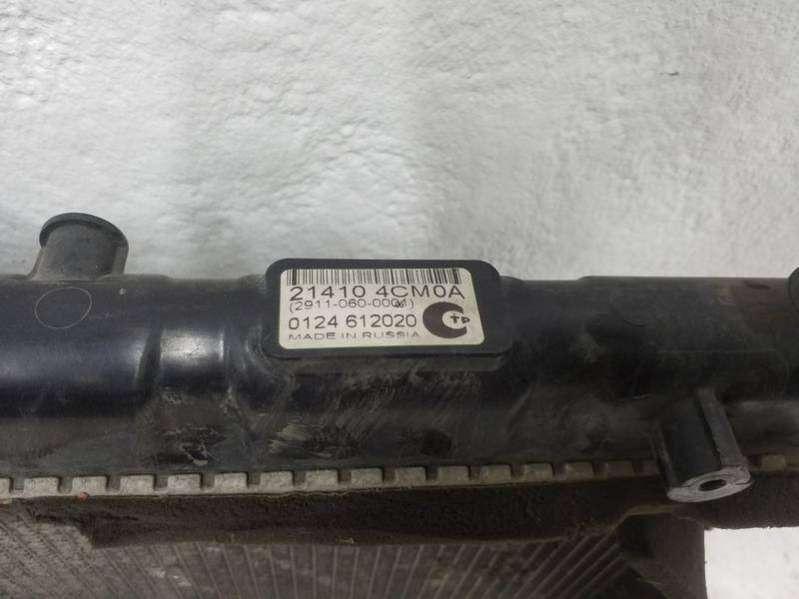 21410 4CM0A
(2911-060-0001)
0124 612020
MADE IN RUSSIA